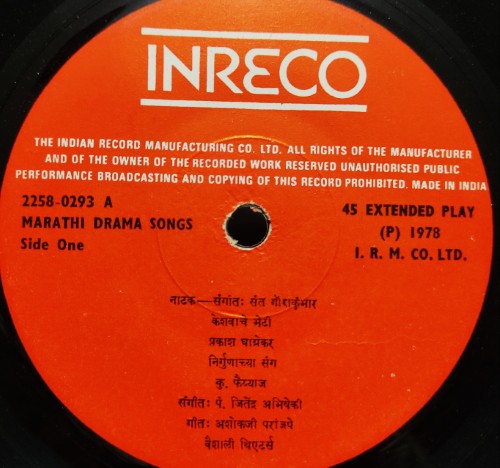 INRECO
THE INDIAN RECORD MANUFACTURING CO. LTD. ALL RIGHTS OF THE MANUFACTURER
AND OF THE OWNER OF THE RECORDED WORK RESERVED UNAUTHORISED PUBLIC
PERFORMANCE BROADCASTING AND COPYING OF THIS RECORD PROHIBITED. MADE IN INDIA
2258-0293 A
MARATHI DRAMA SONGS
Side One
45 EXTENDED PLAY
(P) 1978
I. R. M. CO. LTD.
नाटक—संगीत: संत गोराकुंभार
केशवाचे भेटी
प्रकाश घांग्रेकर
निर्गुणाच्या संग
कु. फैय्याज
संगीत: पं. जितेंद्र अभिषेकी
गीत: अशोकजी परांजपे
वैशाली थिएटर्स